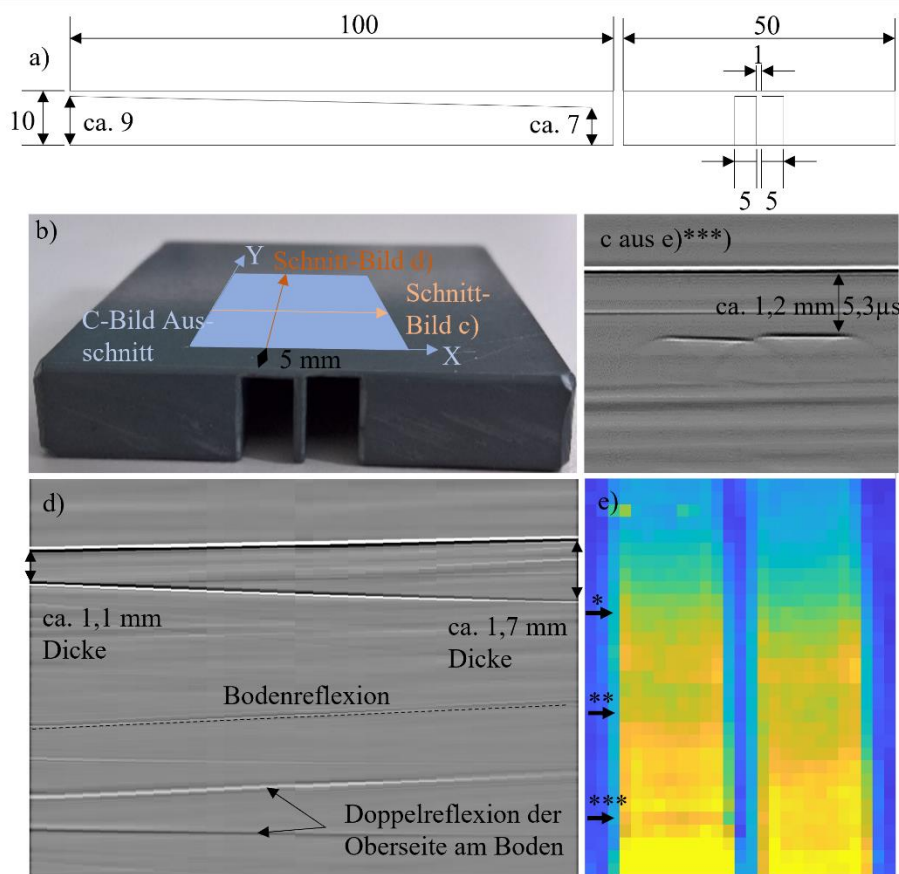 100
50
a)
1
10
ca. 9
ca. 7
5
5
b)
Y
Schnitt-Bild d)
Schnitt-
Bild c)
C-Bild Aus-
schnitt
X
5 mm
c aus e)***)
ca. 1,2 mm
5,3µs
d)
ca. 1,1 mm
Dicke
ca. 1,7 mm
Dicke
Bodenreflexion
Doppelreflexion der
Oberseite am Boden
e)
*
**
***